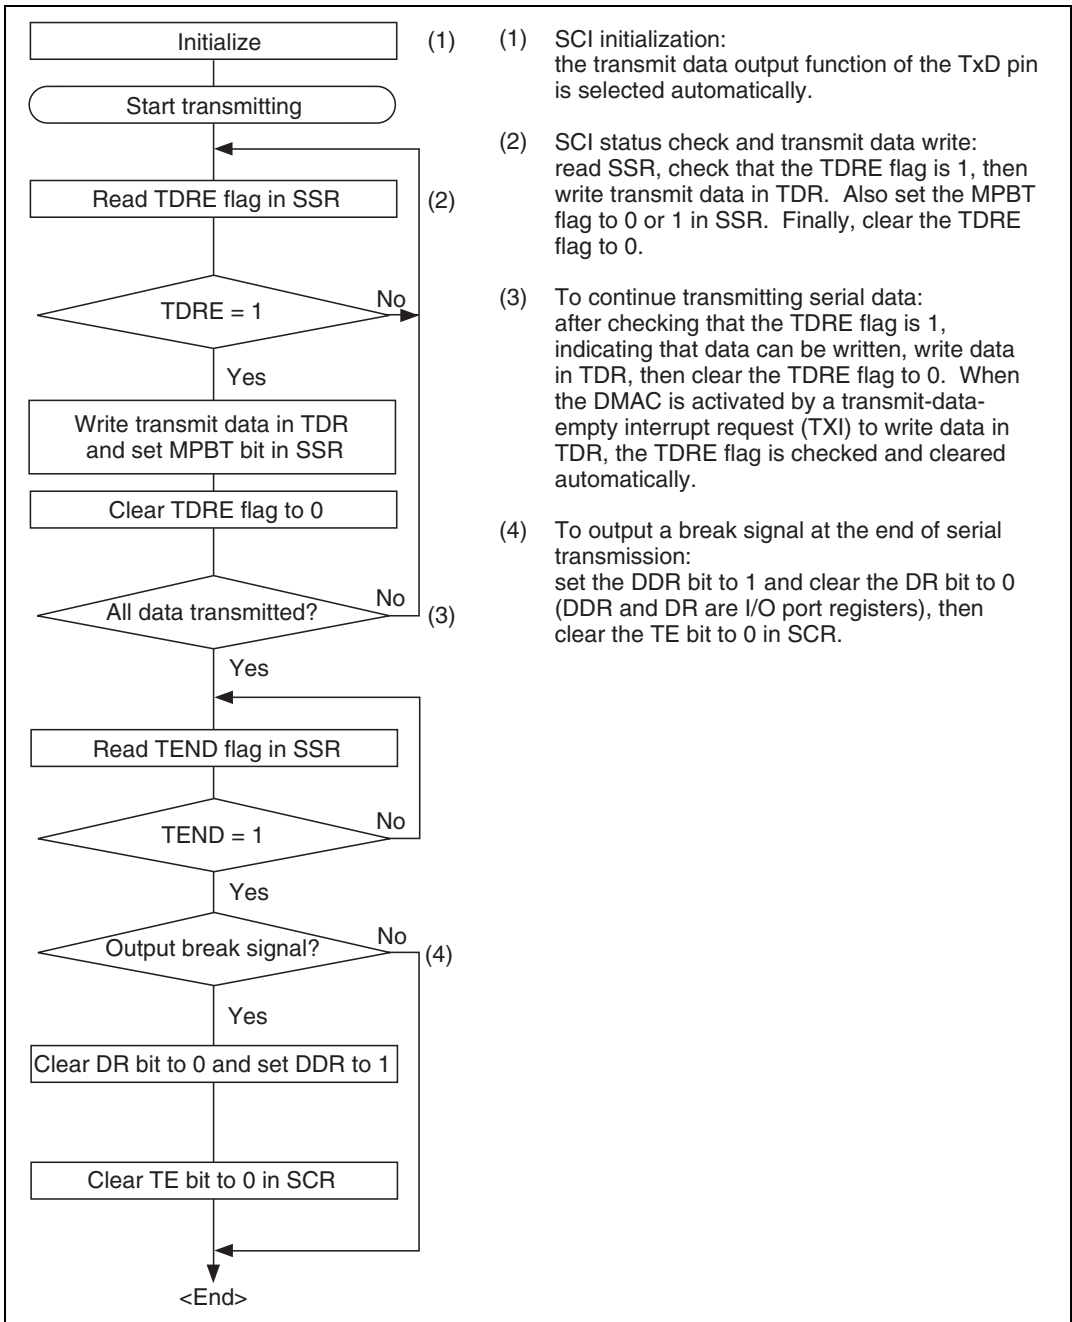 Initialize
(1)
Start transmitting
Read TDRE flag in SSR
(2)
TDRE = 1
No
Yes
Write transmit data in TDR
and set MPBT bit in SSR
Clear TDRE flag to 0
All data transmitted?
No
(3)
Yes
Read TEND flag in SSR
TEND = 1
No
Yes
Output break signal?
No
(4)
Yes
Clear DR bit to 0 and set DDR to 1
Clear TE bit to 0 in SCR
<End>
(1) SCI initialization:
the transmit data output function of the TxD pin
is selected automatically.
(2) SCI status check and transmit data write:
read SSR, check that the TDRE flag is 1, then
write transmit data in TDR. Also set the MPBT
flag to 0 or 1 in SSR. Finally, clear the TDRE
flag to 0.
(3) To continue transmitting serial data:
after checking that the TDRE flag is 1,
indicating that data can be written, write data
in TDR, then clear the TDRE flag to 0. When
the DMAC is activated by a transmit-data-
empty interrupt request (TXI) to write data in
TDR, the TDRE flag is checked and cleared
automatically.
(4) To output a break signal at the end of serial
transmission:
set the DDR bit to 1 and clear the DR bit to 0
(DDR and DR are I/O port registers), then
clear the TE bit to 0 in SCR.